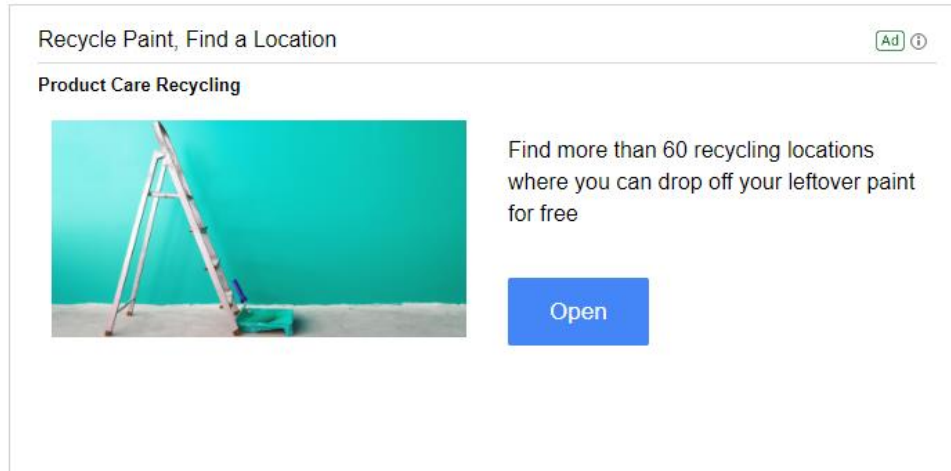 Recycle Paint, Find a Location
Ad
Product Care Recycling
Find more than 60 recycling locations
where you can drop off your leftover paint
for free
Open